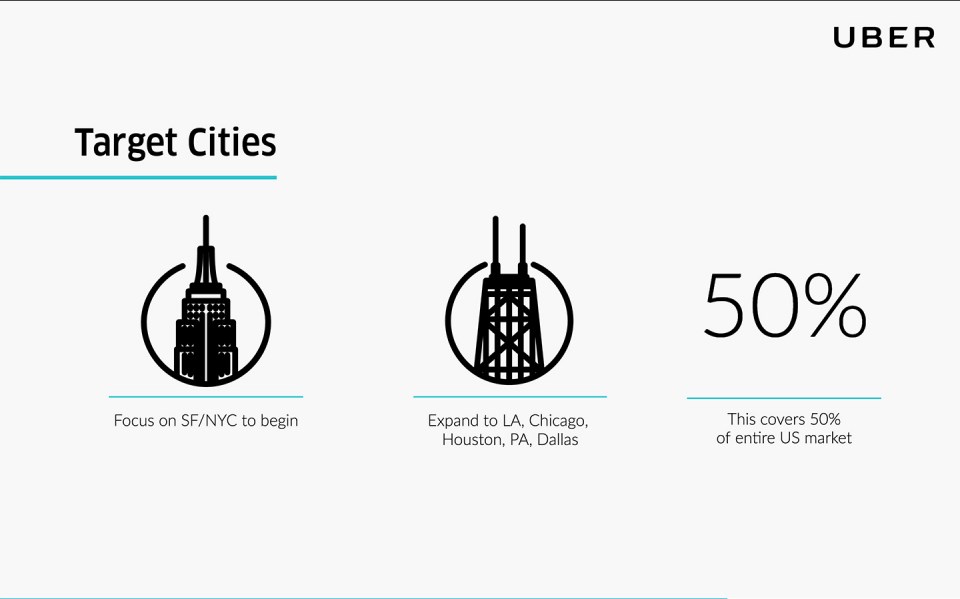 UBER
Target Cities
Focus on SF/NYC to begin
Expand to LA, Chicago,
Houston, PA, Dallas
50%
This covers 50%
of entire US market